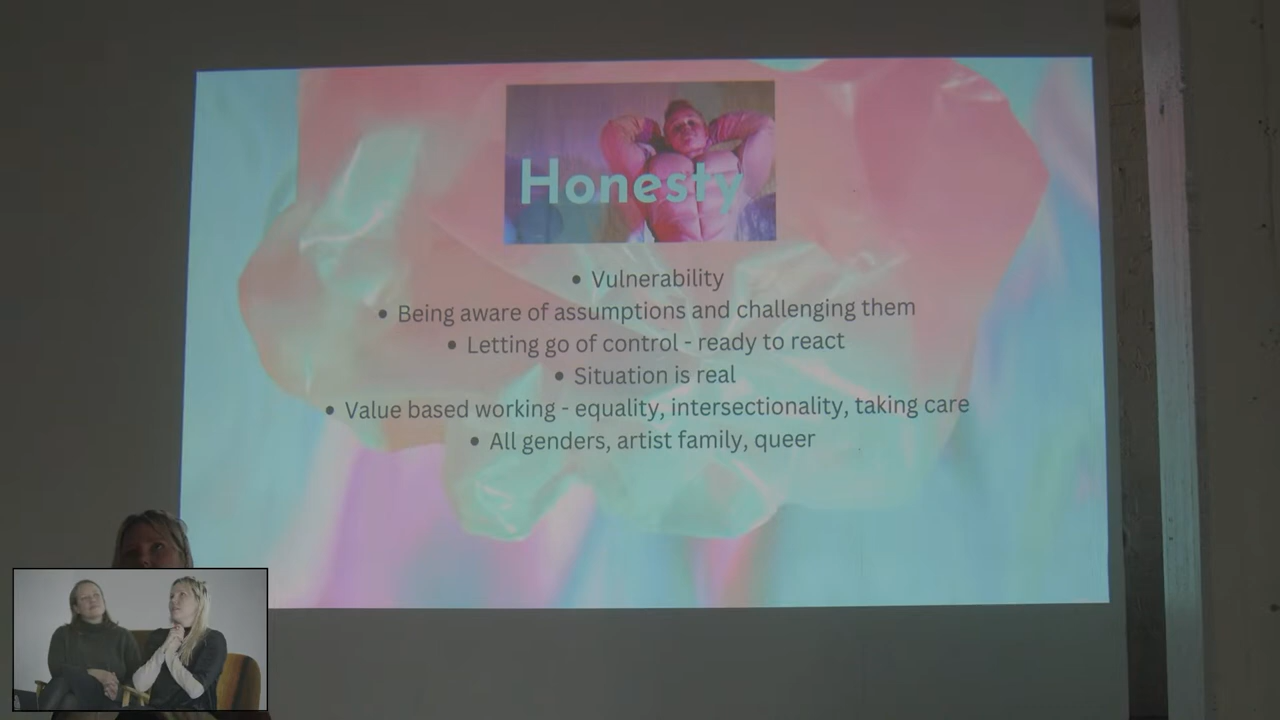 Honesty
• Vulnerability
• Being aware of assumptions and challenging them
• Letting go of control - ready to react
• Situation is real
• Value based working - equality, intersectionality, taking care
• All genders, artist family, queer